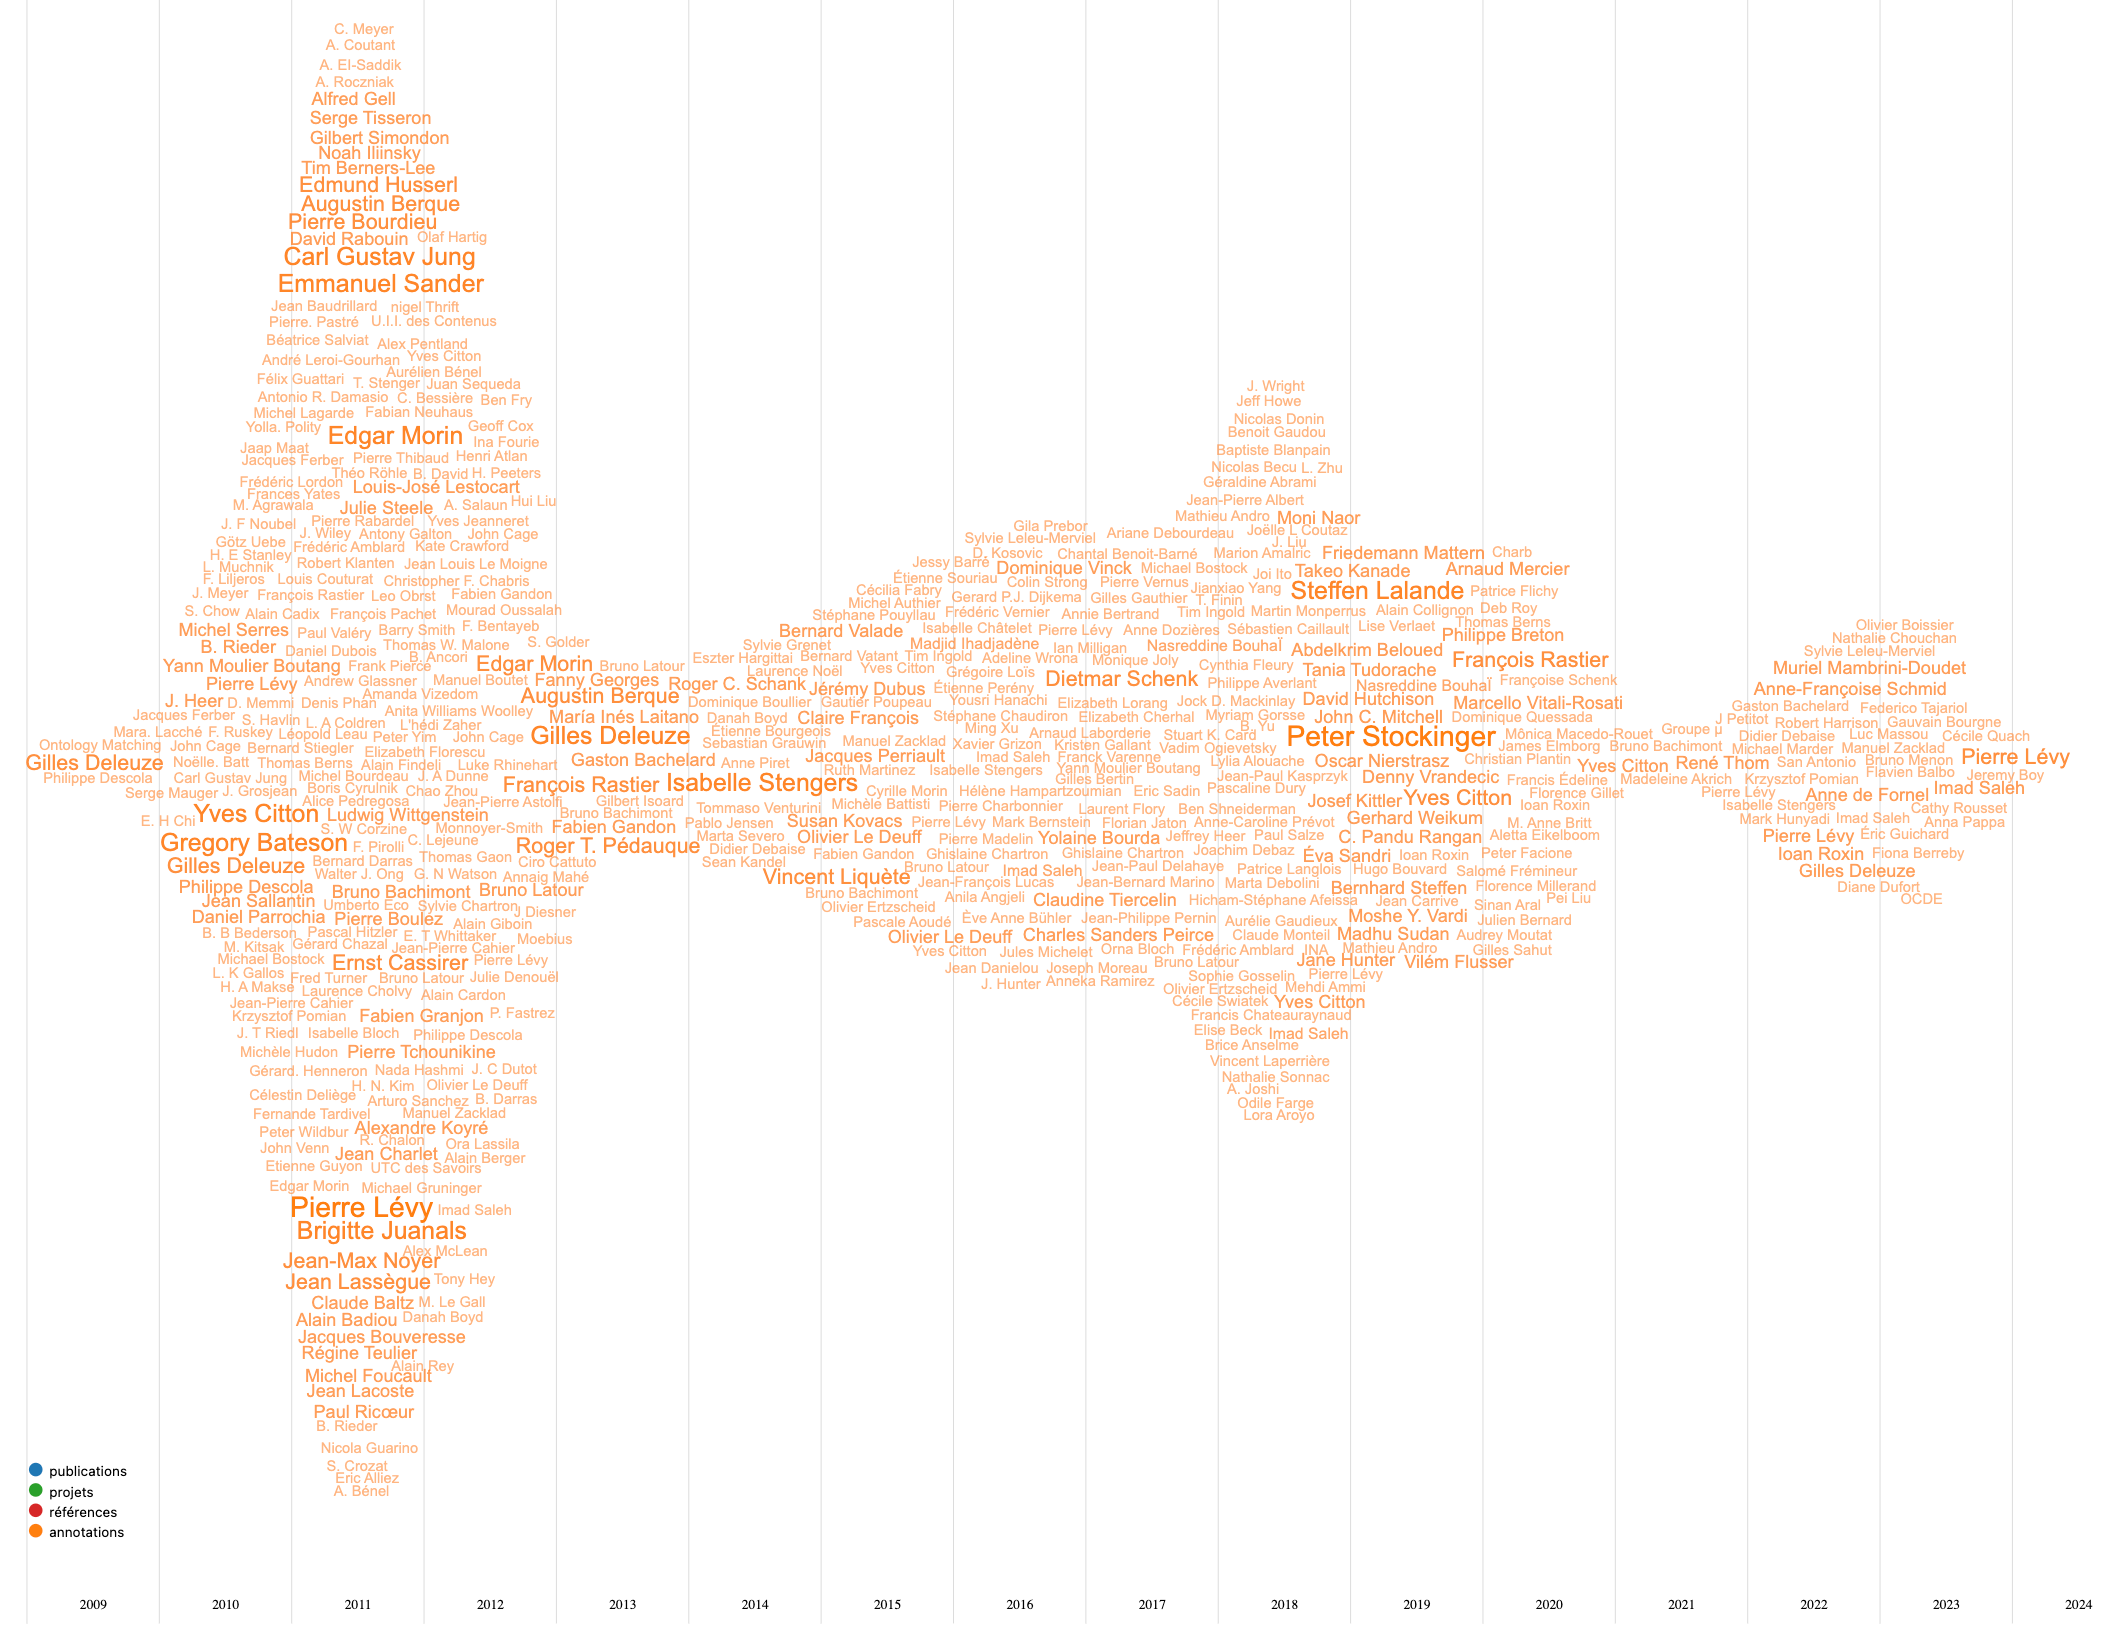 C. Meyer
A. Coutant
A. El-Saddik
A. Roczniak
Alfred Gell
Serge Tisseron
Gilbert Simondon
Noah Iliinsky
Tim Berners-Lee
Edmund Husserl
Augustin Berque
Pierre Bourdieu
David Rabouin Olaf Hartig
Carl Gustav Jung
Emmanuel Sander
Jean Baudrillard nigel Thrift
Pierre. Pastré U.I.I. des Contenus
Béatrice Salviat Alex Pentland
André Leroi-Gourhan Yves Citton
Aurélien Bénel
Félix Guattari T. Stenger Juan Sequeda
J. Wright
Antonio R. Damasio C. Bessière Ben Fry
Jeff Howe
Michel Lagarde Fabian Neuhaus
Nicolas Donin
Yolla. Polity Edgar Morin Geoff Cox
Benoit Gaudou
Jaap Maat Ina Fourie
Baptiste Blanpain
Jacques Ferber Pierre Thibaud Henri Atlan
Nicolas Becu L. Zhu
Théo Röhle B. David H. Peeters
Frédéric Lordon Louis-José Lestocart
Géraldine Abrami
Frances Yates
Jean-Pierre Albert
M. Agrawala Julie Steele A. Salaun Hui Liu
Mathieu Andro Moni Naor
J. F Noubel Pierre Rabardel Yves Jeanneret
Gila Prebor
J. Wiley Antony Galton John Cage
Sylvie Leleu-Merviel Ariane Debourdeau Joëlle L Coutaz
Götz Uebe Frédéric Amblard Kate Crawford
J. Liu
H. E Stanley
D. Kosovic Chantal Benoit-Barné Marion Amalric Friedemann Mattern Charb
L. Muchnik Robert Klanten Jean Louis Le Moigne
Jessy Barré Dominique Vinck Michael Bostock Joi Ito Takeo Kanade Arnaud Mercier
F. Liljeros Louis Couturat Christopher F. Chabris
Étienne Souriau Colin Strong Pierre Vernus Jianxiao Yang Steffen Lalande Patrice Flichy
J. Meyer François Rastier Leo Obrst Fabien Gandon
Cécilia Fabry Gerard P.J. Dijkema Gilles Gauthier T. Finin
Michel Authier
S. Chow Alain Cadix François Pachet Mourad Oussalah
Stéphane Pouyllau Frédéric Vernier Annie Bertrand Tim Ingold Martin Monperrus Alain Collignon Deb Roy
Michel Serres Paul Valéry Barry Smith F. Bentayeb
Bernard Valade Isabelle Châtelet Pierre Lévy Anne Dozières Sébastien Caillault Lise Verlaet Thomas Berns
Olivier Boissier
Philippe Breton
Nathalie Chouchan
B. Rieder Daniel Dubois Thomas W. Malone S. Golder
Sylvie Grenet Madjid Ihadjadène Ian Milligan Nasreddine Bouhaï Abdelkrim Beloued
Sylvie Leleu-Merviel
B. Ancori
Yann Moulier Boutang Frank Pierce Edgar Morin Bruno Latour Eszter Hargittai Bernard Vatant Tim Ingold Adeline Wrona Monique Joly Cynthia Fleury Tania Tudorache François Rastier
Muriel Mambrini-Doudet
Laurence Noël Yves Citton Grégoire Loïs
Pierre Lévy Andrew Glassner Manuel Boutet Fanny Georges Roger C. Schank Jérémy Dubus Étienne Perény Dietmar Schenk Philippe Averlant Nasreddine Bouhaï Françoise Schenk
Anne-Françoise Schmid
Amanda Vizedom Augustin Berque
J. Heer D. Memmi Denis Phan Dominique Boullier Gautier Poupeau Yousri Hanachi Elizabeth Lorang Jock D. Mackinlay David Hutchison Marcello Vitali-Rosati
Gaston Bachelard Federico Tajariol
Jacques Ferber S. Havlin L. A Coldren Anita Williams Woolley María Inés Laitano Danah Boyd Claire François Stéphane Chaudiron Elizabeth Cherhal Myriam Gorsse John C. Mitchell Dominique Quessada
J Petitot Robert Harrison Gauvain Bourgne
L'hédi Zaher
Mara. Lacché F. Ruskey Léopold Leau Peter Yim John Cage Gilles Deleuze Étienne Bourgeois Ming Xu Arnaud Laborderie Stuart K. Card B. Yu Peter Stockinger Mônica Macedo-Rouet Groupe µ Didier Debaise Luc Massou Cécile Quach
Ontology Matching John Cage Bernard Stiegler Elizabeth Florescu Sebastian Grauwin Manuel Zacklad Xavier Grizon Kristen Gallant Vadim Ogievetsky James Elmborg Bruno Bachimont Michael Marder Manuel Zacklad
Gilles Deleuze Noëlle. Batt Thomas Berns Alain Findeli Luke Rhinehart Gaston Bachelard Anne Piret Jacques Perriault Imad Saleh Franck Varenne Lylia Alouache Oscar Nierstrasz Christian Plantin Yves Citton René Thom San Antonio Bruno Menon Pierre Lévy
Philippe Descola Carl Gustav Jung Michel Bourdeau J. A Dunne François Rastier Isabelle Stengers Ruth Martinez Isabelle Stengers Yann Moulier Boutang Jean-Paul Kasprzyk Denny Vrandecic Francis Édeline Madeleine Akrich Krzysztof Pomian Flavien Balbo Jeremy Boy
Gilles Bertin
Serge Mauger J. Grosjean Boris Cyrulnik Chao Zhou Cyrille Morin Hélène Hampartzoumian Eric Sadin Pascaline Dury Florence Gillet Pierre Lévy Anne de Fornel Imad Saleh
Alice Pedregosa Jean-Pierre Astolfi Gilbert Isoard Tommaso Venturini Michèle Battisti Pierre Charbonnier Laurent Flory Ben Shneiderman Josef Kittler Yves Citton Ioan Roxin Isabelle Stengers Cathy Rousset
E. H Chi Yves Citton Ludwig Wittgenstein Bruno Bachimont Pablo Jensen Susan Kovacs Pierre Lévy Mark Bernstein Florian Jaton Anne-Caroline Prévot Gerhard Weikum M. Anne Britt Mark Hunyadi Imad Saleh Anna Pappa
S. W Corzine Monnoyer-Smith Fabien Gandon
Gregory Bateson F. Pirolli C. Lejeune Roger T. Pédauque Marta Severo Olivier Le Deuff Pierre Madelin Yolaine Bourda Jeffrey Heer Paul Salze C. Pandu Rangan Aletta Eikelboom Pierre Lévy Éric Guichard
Didier Debaise Fabien Gandon Ghislaine Chartron Ghislaine Chartron Joachim Debaz Éva Sandri Ioan Roxin Peter Facione Ioan Roxin Fiona Berreby
Gilles Deleuze Bernard Darras Thomas Gaon Ciro Cattuto Sean Kandel Bruno Latour Imad Saleh Jean-Paul Delahaye Patrice Langlois Hugo Bouvard Salomé Frémineur Gilles Deleuze
Walter J. Ong G. N Watson Annaig Mahé Vincent Liquète Jean-François Lucas Jean-Bernard Marino Marta Debolini Bernhard Steffen Florence Millerand Diane Dufort
Philippe Descola Bruno Bachimont Bruno Latour Bruno Bachimont Anila Angjeli Claudine Tiercelin Hicham-Stéphane Afeissa Jean Carrive Sinan Aral Pei Liu OCDE
Jean Sallantin Umberto Eco Sylvie Chartron Olivier Ertzscheid
Daniel Parrochia Pierre Boulez Alain Giboin J Diesner Pascale Aoudé Ève Anne Bühler Jean-Philippe Pernin Aurélie Gaudieux Moshe Y. Vardi Julien Bernard
B. B Bederson Pascal Hitzler E. T Whittaker Moebius Olivier Le Deuff Charles Sanders Peirce Claude Monteil Madhu Sudan Audrey Moutat
M. Kitsak Gérard Chazal Jean-Pierre Cahier Yves Citton Jules Michelet Orna Bloch Frédéric Amblard INA Mathieu Andro Gilles Sahut
Michael Bostock Ernst Cassirer Pierre Lévy Bruno Latour Jane Hunter Vilém Flusser
L. K Gallos Fred Turner Bruno Latour Julie Denouël Jean Danielou Joseph Moreau Sophie Gosselin Pierre Lévy
H. A Makse Laurence Cholvy Alain Cardon J. Hunter Anneka Ramirez Olivier Ertzscheid Mehdi Ammi
Jean-Pierre Cahier Cécile Swiatek Yves Citton
Krzysztof Pomian Fabien Granjon P. Fastrez Francis Chateauraynaud
J. T Riedl Isabelle Bloch Philippe Descola Elise Beck Imad Saleh
Michèle Hudon Pierre Tchounikine Brice Anselme
Gérard. Henneron Nada Hashmi J. C Dutot Vincent Laperrière
H. N. Kim Olivier Le Deuff Nathalie Sonnac
Célestin Deliège Arturo Sanchez B. Darras A. Joshi
Fernande Tardivel Manuel Zacklad Odile Farge
Peter Wildbur Alexandre Koyré Lora Aroyo
R. Chalon
John Venn Jean Charlet Ora Lassila
Alain Berger
Etienne Guyon UTC des Savoirs
Edgar Morin Michael Gruninger
Pierre Lévy Imad Saleh
Brigitte Juanals
Alex McLean
Jean-Max Noyer
Jean Lassègue Tony Hey
Claude Baltz M. Le Gall
Alain Badiou Danah Boyd
Jacques Bouveresse
Régine Teulier
Alain Rey
Michel Foucault
Jean Lacoste
Paul Ricœur
B. Rieder
Nicola Guarino
S. Crozat
Eric Alliez
A. Bénel
publications
projets
références
annotations
2009 2010 2011 2012 2013 2014 2015 2016 2017 2018 2019 2020 2021 2022 2023 2024